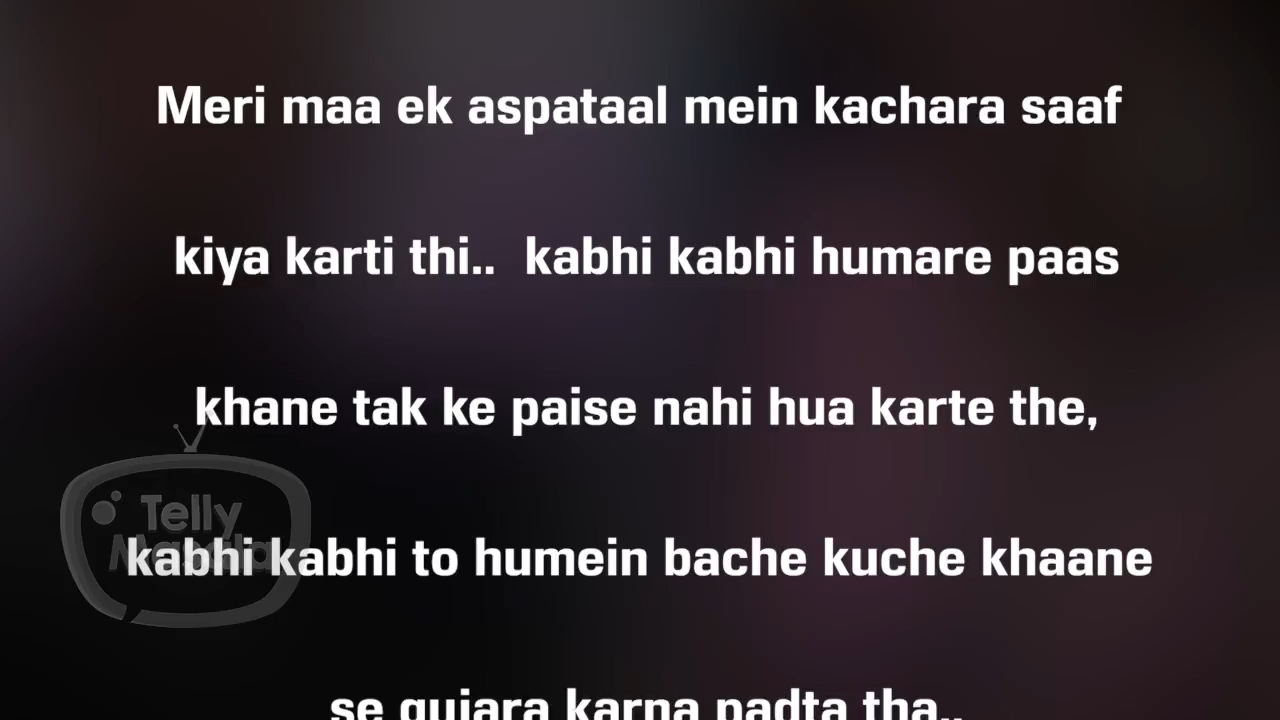 Meri maa ek aspataal mein kachara saaf
kiya karti thi.. kabhi kabhi humare paas
khane tak ke paise nahi hua karte the,
Telly
Masala
kabhi kabhi to humein bache kuche khaane
se gujara karna padta tha..